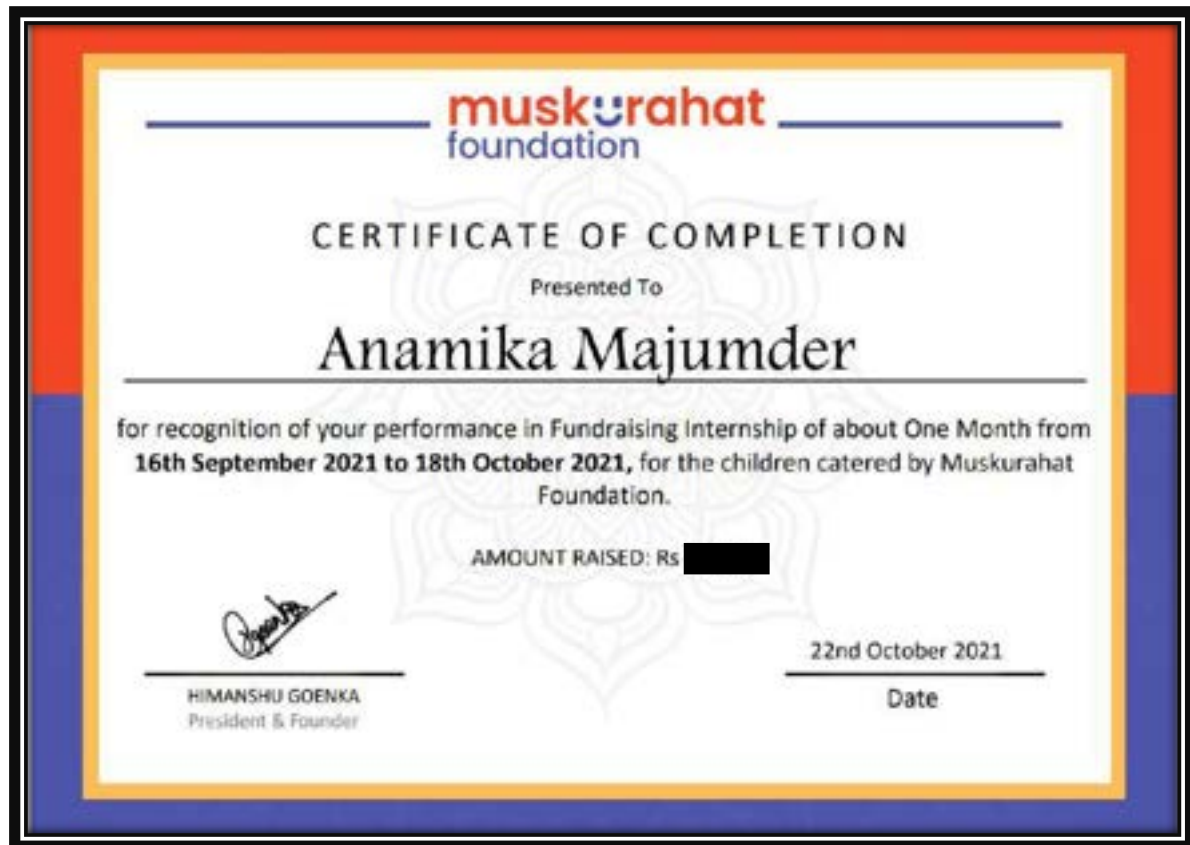 muskurahat
foundation
CERTIFICATE OF COMPLETION
Presented To
Anamika Majumder
for recognition of your performance in Fundraising Internship of about One Month from
16th September 2021 to 18th October 2021, for the children catered by Muskurahat
Foundation.
AMOUNT RAISED: Rs
22nd October 2021
HIMANSHU GOENKA
Date
President & Founder